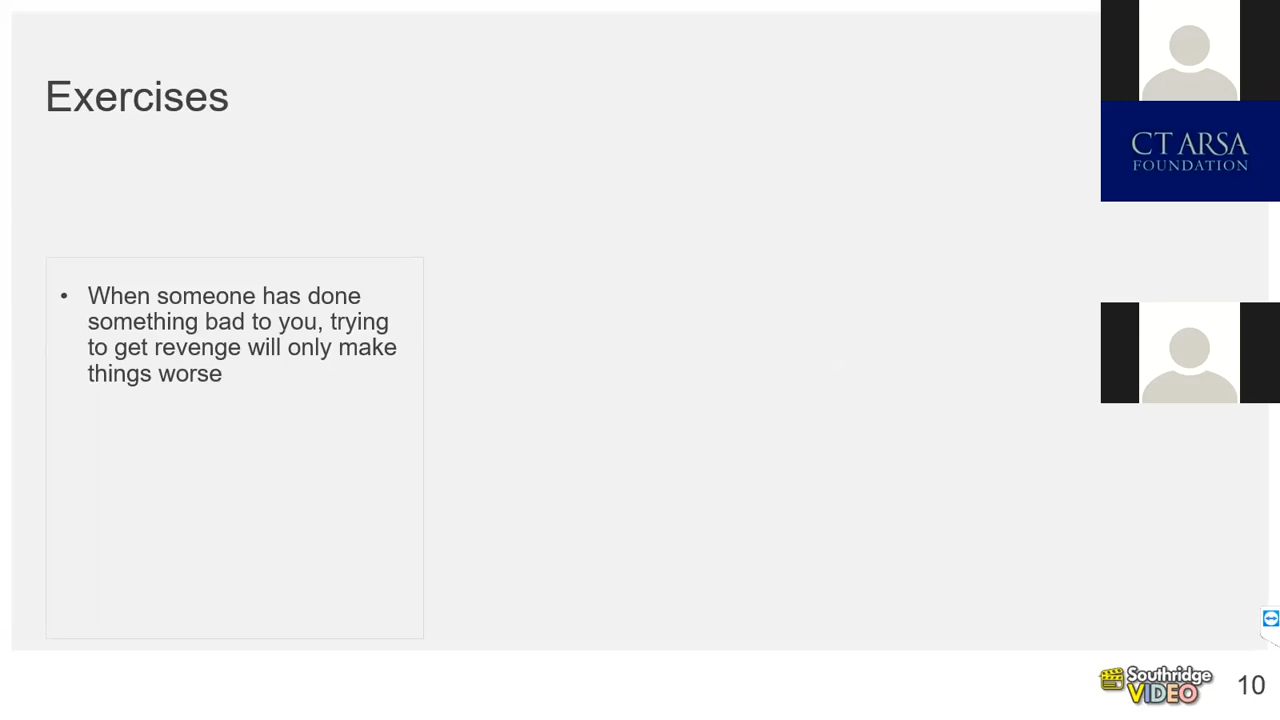 Exercises
CT ARSA
FOUNDATION
• When someone has done
something bad to you, trying
to get revenge will only make
things worse
Southridge
VIDEO
10